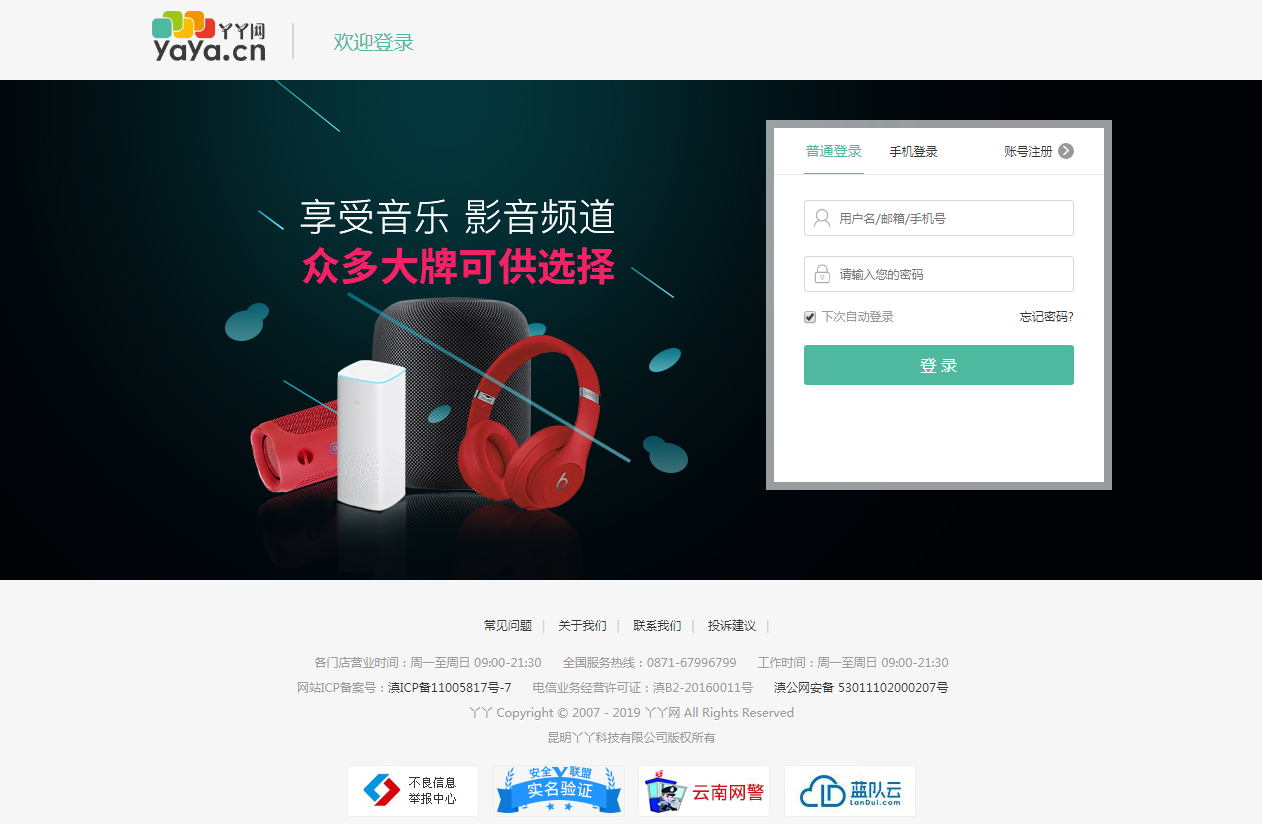 丫丫网
YaYa.cn
欢迎登录
享受音乐 影音频道
众多大牌可供选择
普通登录 手机登录 账号注册
用户名/邮箱/手机号
请输入您的密码
下次自动登录 忘记密码?
登 录
常见问题 | 关于我们 | 联系我们 | 投诉建议 |
各门店营业时间：周一至周日 09:00-21:30 全国服务热线：0871-67996799 工作时间：周一至周日 09:00-21:30
网站ICP备案号：滇ICP备11005817号-7 电信业务经营许可证：滇B2-20160011号 滇公网安备 53011102000207号
丫丫 Copyright © 2007 - 2019 丫丫网 All Rights Reserved
昆明丫丫科技有限公司版权所有
不良信息
举报中心
安全联盟
实名验证
云南网警
蓝队云
LanDui.com